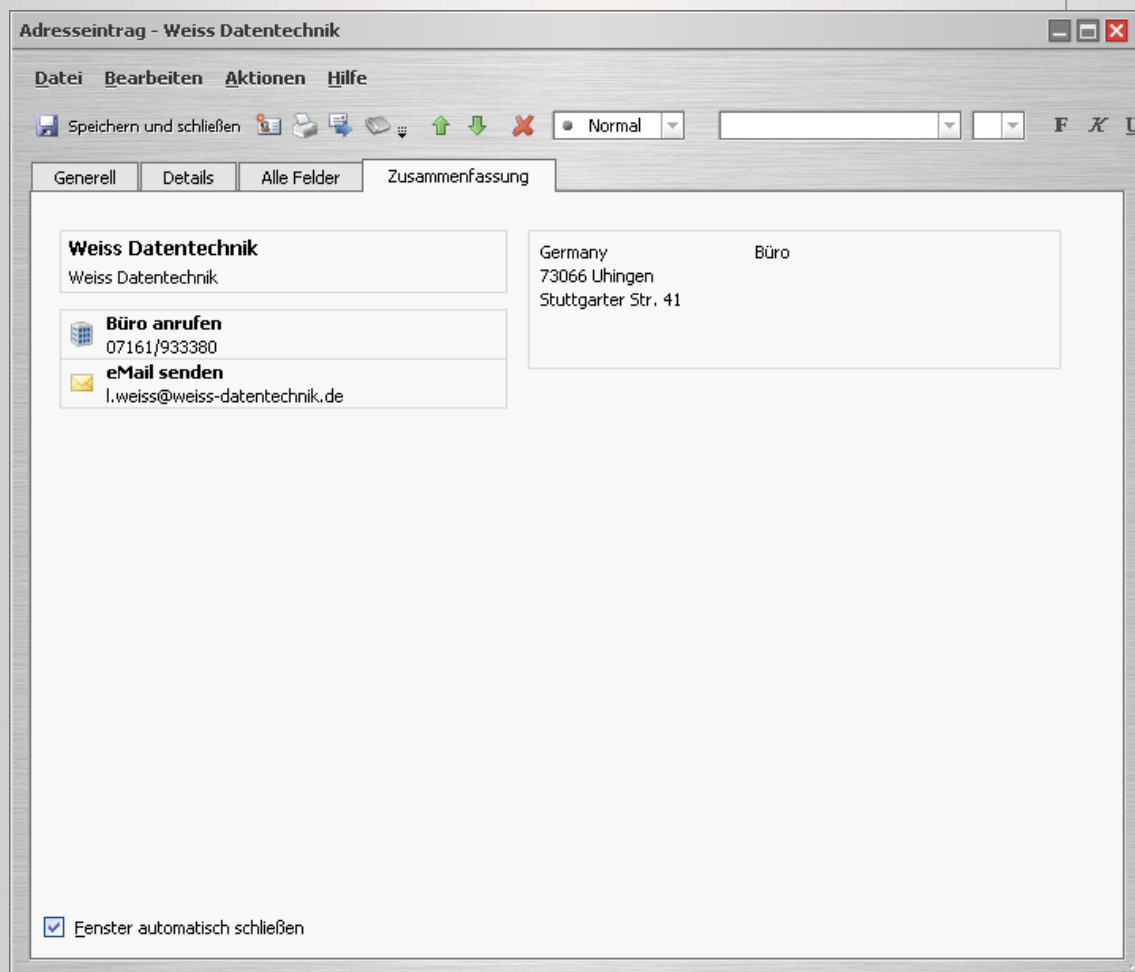 Adresseintrag - Weiss Datentechnik
Datei Bearbeiten Aktionen Hilfe
Speichern und schließen Normal F K U
Generell Details Alle Felder Zusammenfassung
Weiss Datentechnik
Weiss Datentechnik
Büro anrufen
07161/933380
eMail senden
l.weiss@weiss-datentechnik.de
Germany Büro
73066 Uhingen
Stuttgarter Str. 41
Fenster automatisch schließen